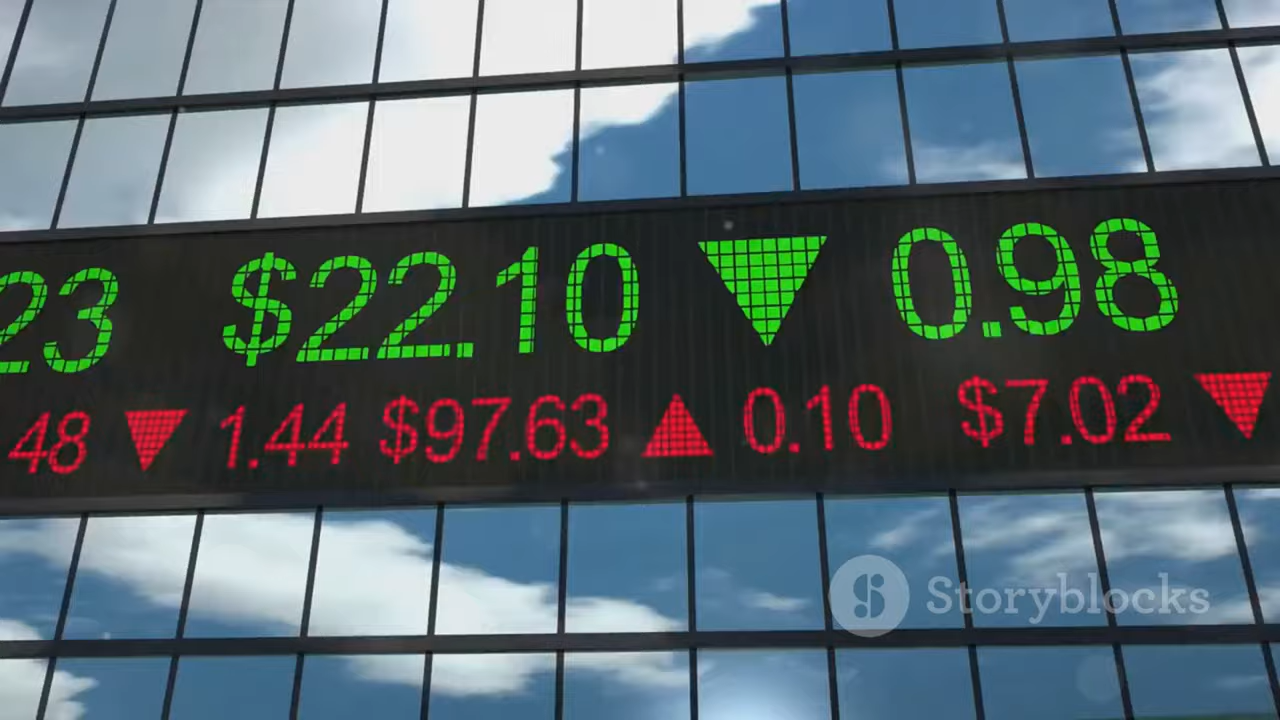 23 $22.10 ▼ 0.98
48 ▼ 1.44 $97.63 ▲ 0.10 $7.02 ▼
Storyblocks